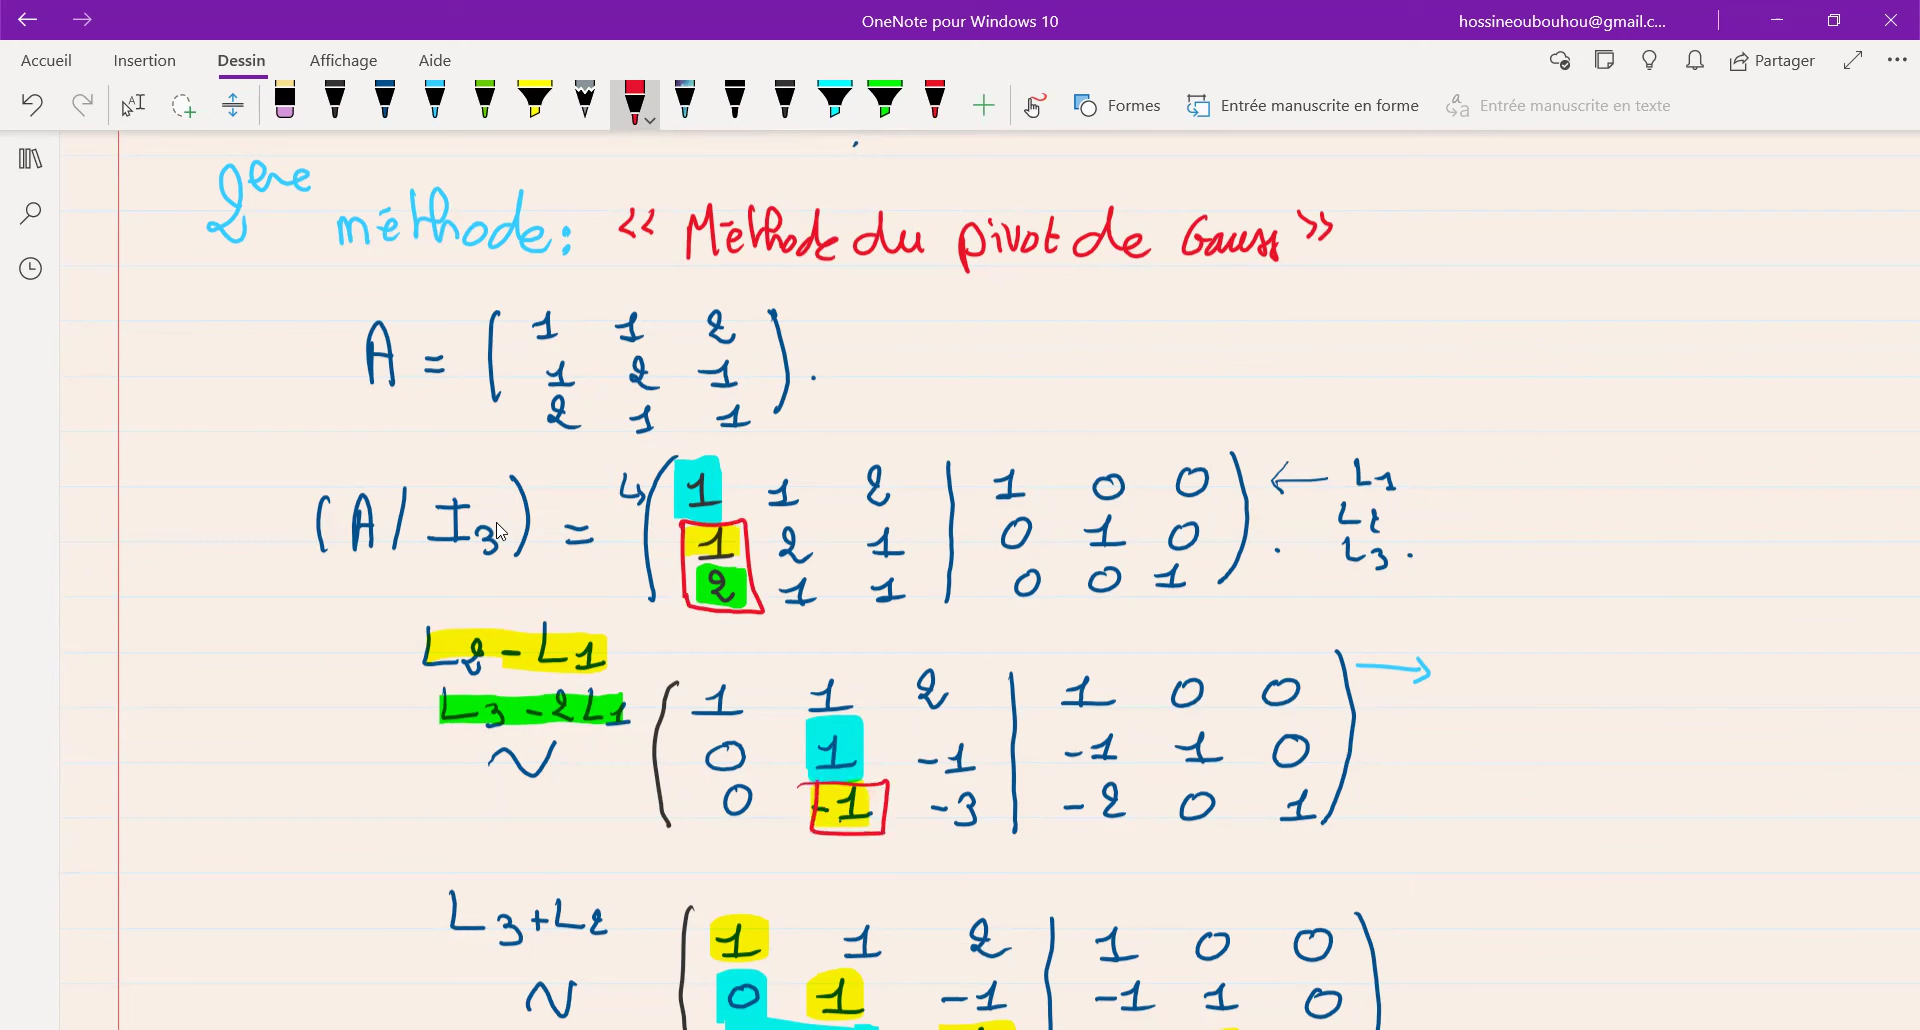 OneNote pour Windows 10
hossineoubouhou@gmail.c...
Accueil Insertion Dessin Affichage Aide
Partager
Formes Entrée manuscrite en forme Entrée manuscrite en texte
2ème méthode : « Méthode du pivot de Gauss »
A = ( 1 1 2
1 2 1 ) .
2 1 1
( 1 1 2 | 1 0 0 ) ← L1
(A / I3) = 1 2 1 | 0 1 0 . L2
2 1 1 | 0 0 1 L3 .
L2 - L1
L3 - 2L1 ( 1 1 2 | 1 0 0 ) →
~ 0 1 -1 | -1 1 0
0 -1 -3 | -2 0 1
L3 + L2 ( 1 1 2 | 1 0 0 )
~ 0 1 -1 | -1 1 0